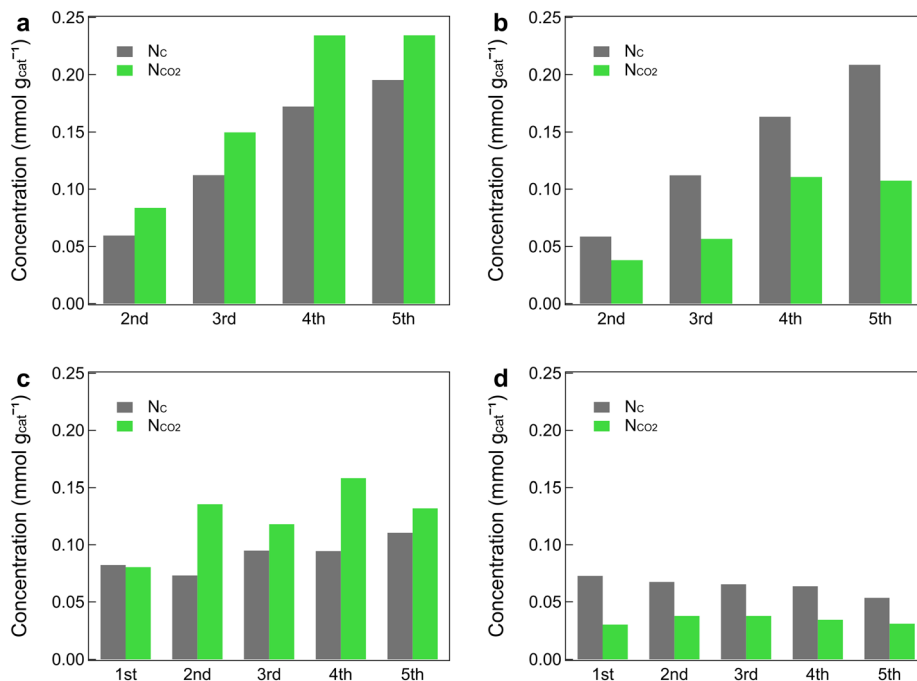 a
Concentration (mmol gcat⁻¹)
0.25
0.20
0.15
0.10
0.05
0.00
NC
NCO2
2nd 3rd 4th 5th
b
Concentration (mmol gcat⁻¹)
0.25
0.20
0.15
0.10
0.05
0.00
NC
NCO2
2nd 3rd 4th 5th
c
Concentration (mmol gcat⁻¹)
0.25
0.20
0.15
0.10
0.05
0.00
NC
NCO2
1st 2nd 3rd 4th 5th
d
Concentration (mmol gcat⁻¹)
0.25
0.20
0.15
0.10
0.05
0.00
NC
NCO2
1st 2nd 3rd 4th 5th